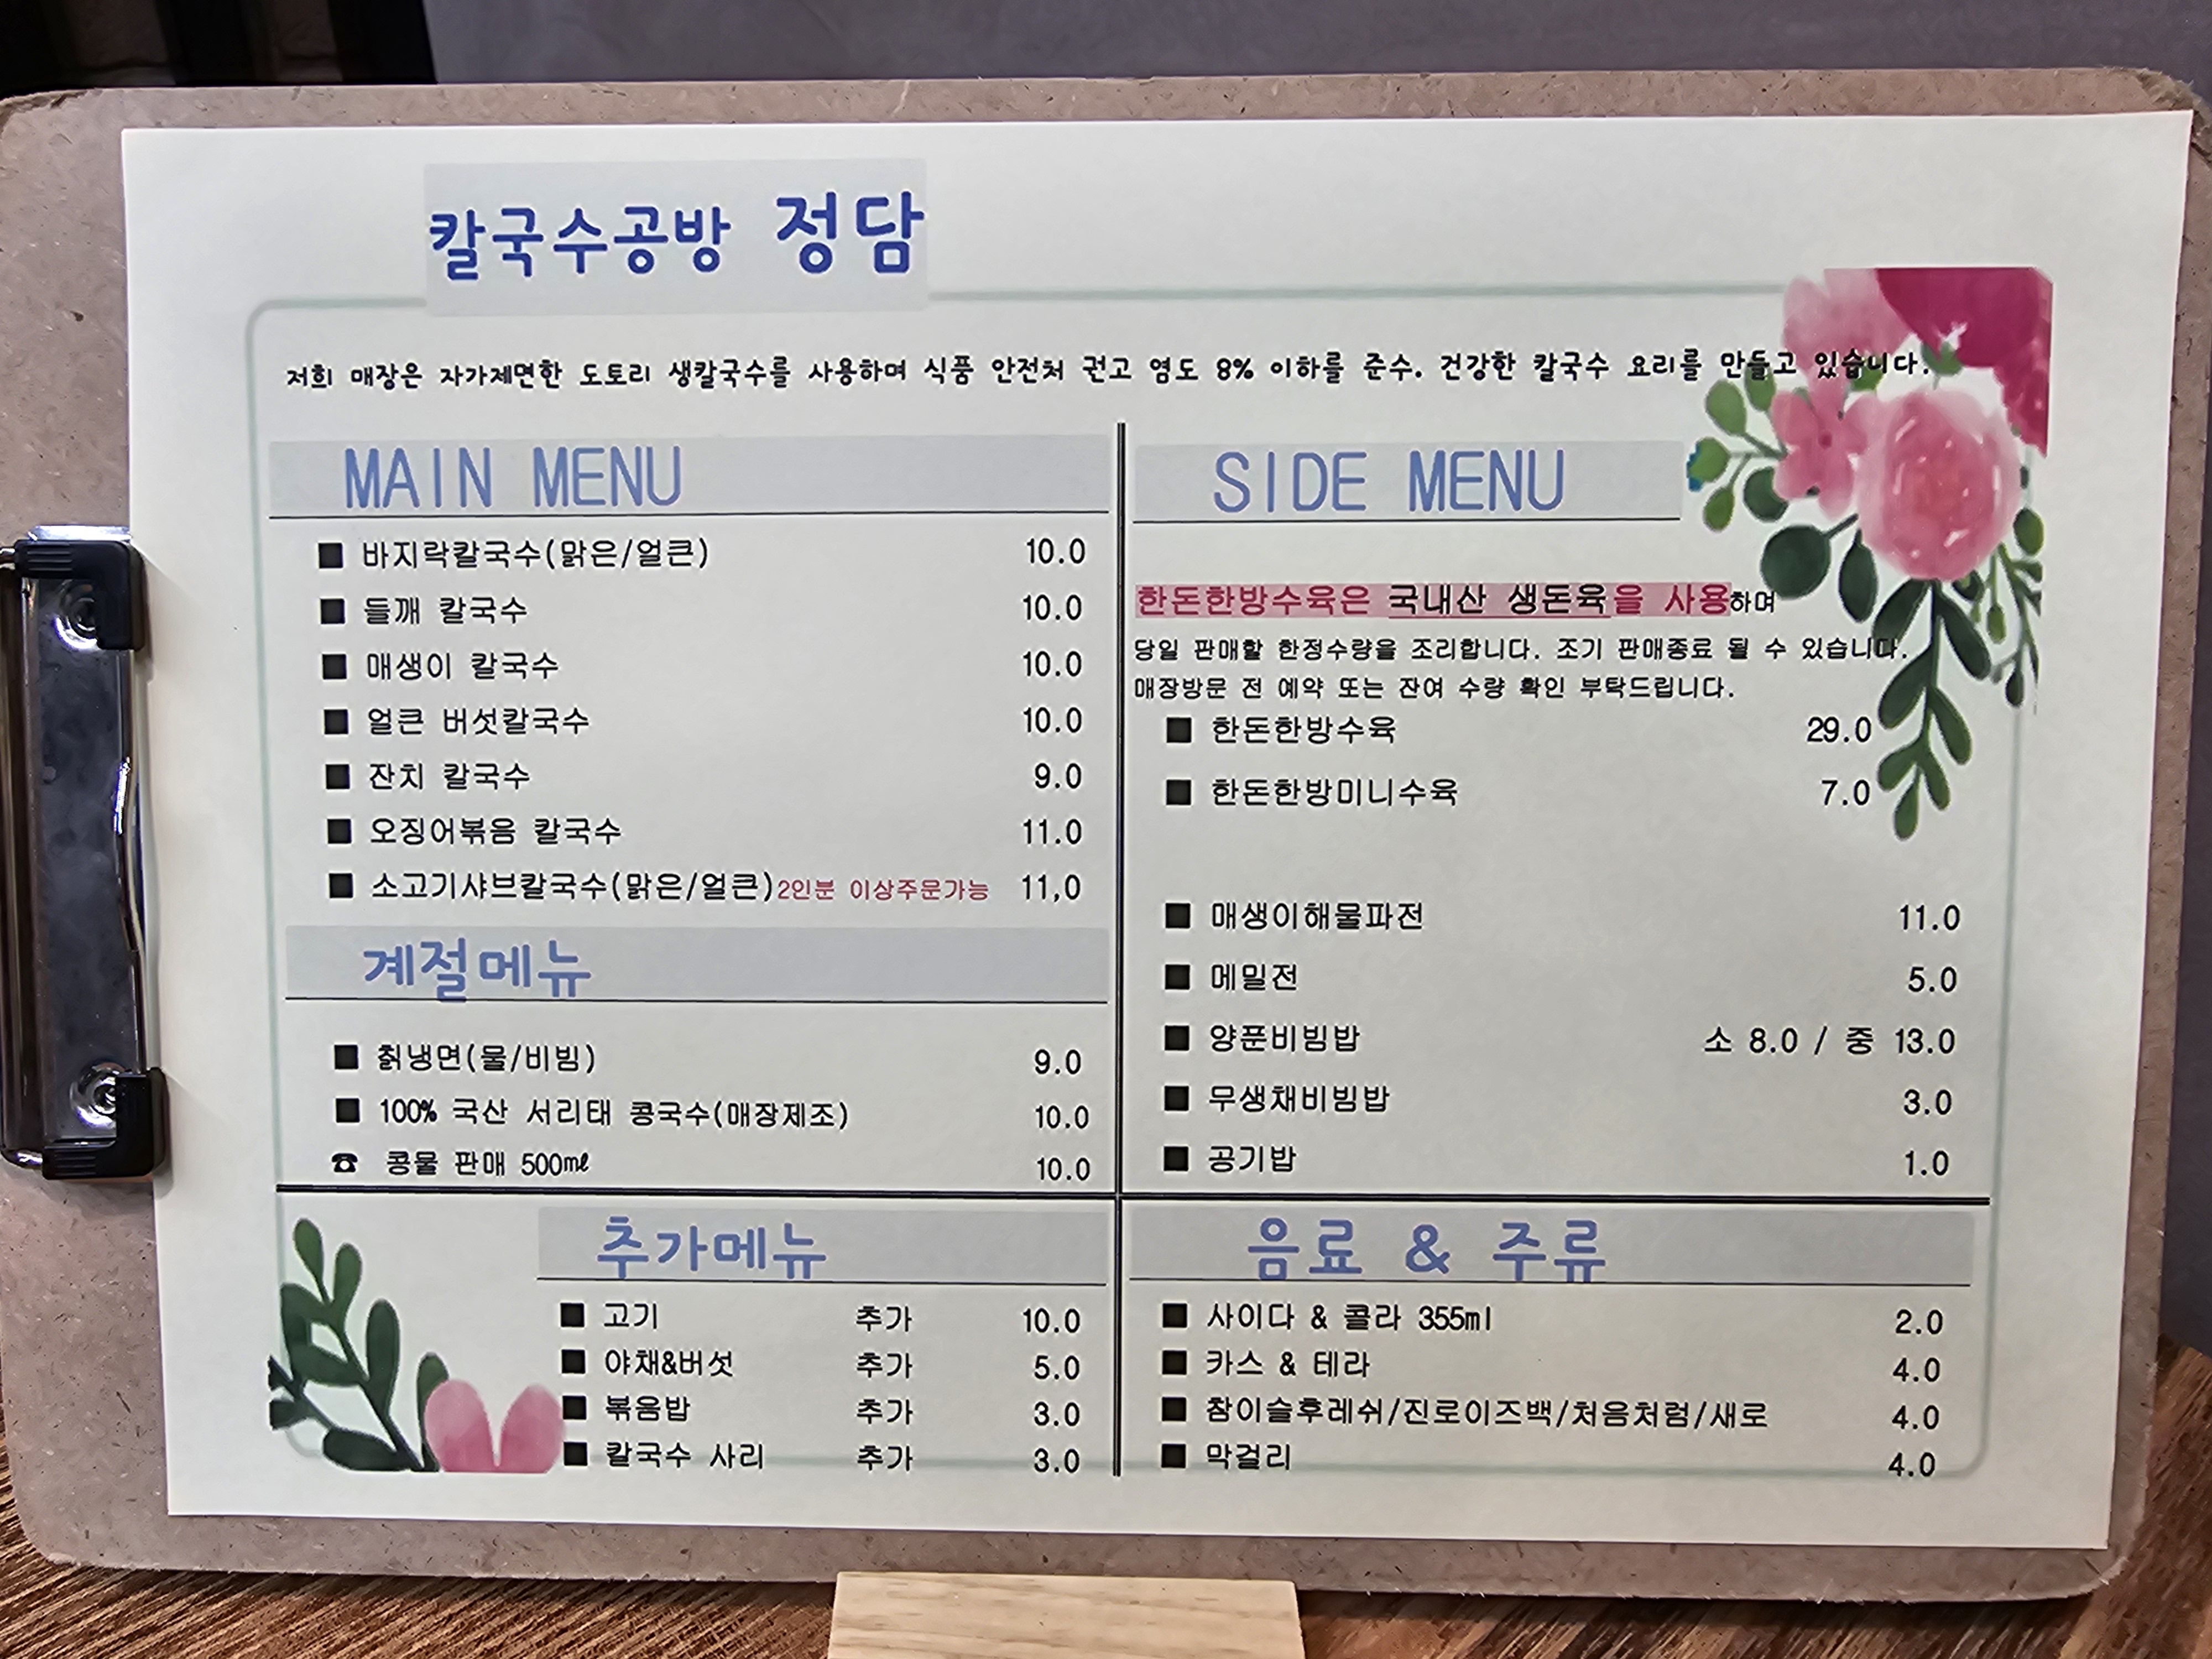 칼국수공방 정담
저희 매장은 자가제면한 도토리 생칼국수를 사용하며 식품 안전처 권고 염도 8% 이하를 준수. 건강한 칼국수 요리를 만들고 있습니다.
MAIN MENU
■ 바지락칼국수(맑은/얼큰) 10.0
■ 들깨 칼국수 10.0
■ 매생이 칼국수 10.0
■ 얼큰 버섯칼국수 10.0
■ 잔치 칼국수 9.0
■ 오징어볶음 칼국수 11.0
■ 소고기샤브칼국수(맑은/얼큰)2인분 이상주문가능 11,0
계절메뉴
■ 칡냉면(물/비빔) 9.0
■ 100% 국산 서리태 콩국수(매장제조) 10.0
☎ 콩물 판매 500㎖ 10.0
추가메뉴
■ 고기 추가 10.0
■ 야채&버섯 추가 5.0
■ 볶음밥 추가 3.0
■ 칼국수 사리 추가 3.0
SIDE MENU
한돈한방수육은 국내산 생돈육을 사용하며
당일 판매할 한정수량을 조리합니다. 조기 판매종료 될 수 있습니다.
매장방문 전 예약 또는 잔여 수량 확인 부탁드립니다.
■ 한돈한방수육 29.0
■ 한돈한방미니수육 7.0
■ 매생이해물파전 11.0
■ 메밀전 5.0
■ 양푼비빔밥 소 8.0 / 중 13.0
■ 무생채비빔밥 3.0
■ 공기밥 1.0
음료 & 주류
■ 사이다 & 콜라 355ml 2.0
■ 카스 & 테라 4.0
■ 참이슬후레쉬/진로이즈백/처음처럼/새로 4.0
■ 막걸리 4.0